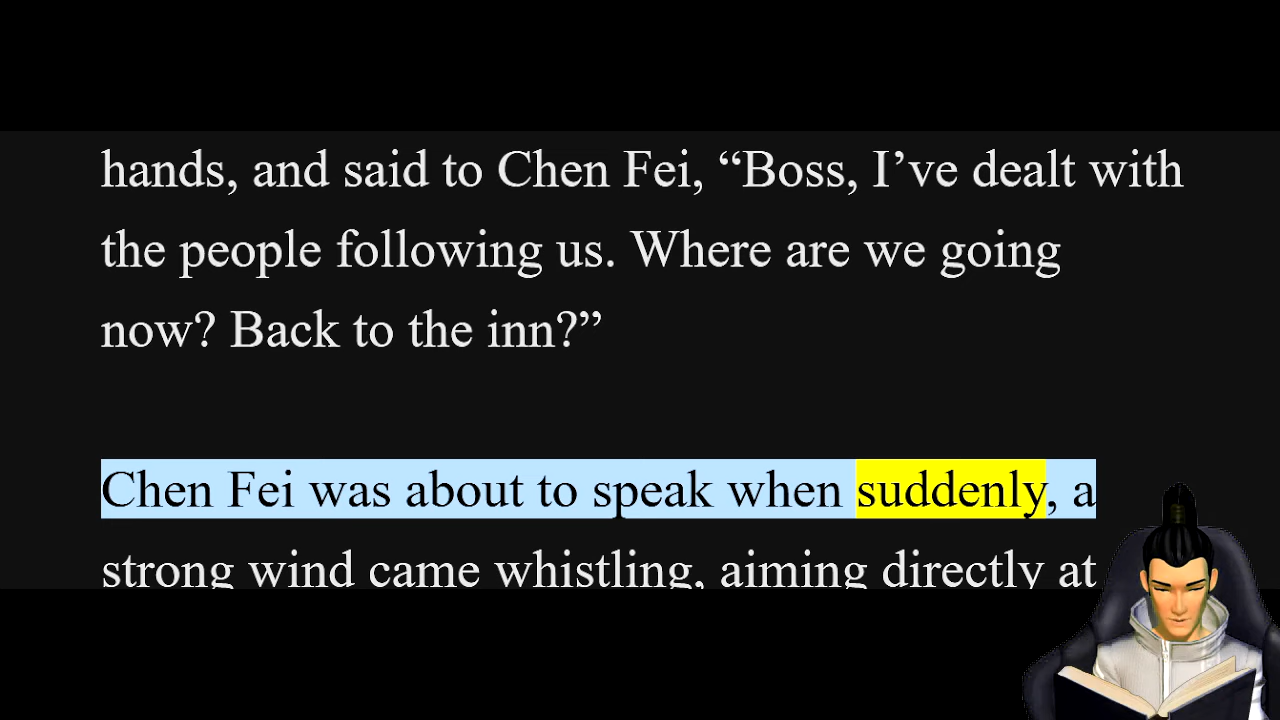 hands, and said to Chen Fei, “Boss, I’ve dealt with
the people following us. Where are we going
now? Back to the inn?”
Chen Fei was about to speak when suddenly, a
strong wind came whistling, aiming directly at